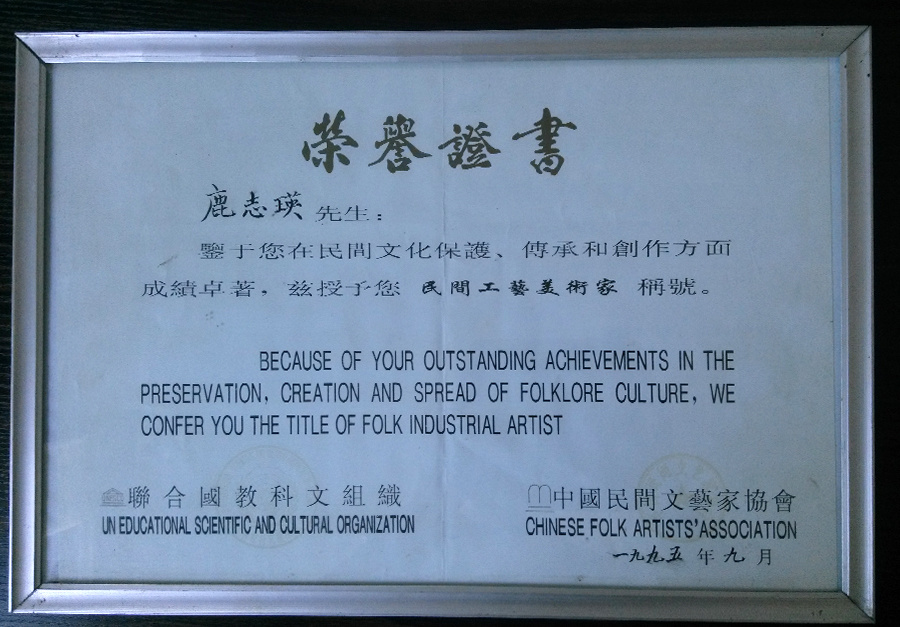 榮譽證書
鹿志瑛 先生：
鑒于您在民間文化保護、傳承和創作方面
成績卓著，兹授予您 民間工藝美術家 稱號。
BECAUSE OF YOUR OUTSTANDING ACHIEVEMENTS IN THE
PRESERVATION, CREATION AND SPREAD OF FOLKLORE CULTURE, WE
CONFER YOU THE TITLE OF FOLK INDUSTRIAL ARTIST
聯合國教科文組織
UN EDUCATIONAL SCIENTIFIC AND CULTURAL ORGANIZATION
中國民間文藝家協會
CHINESE FOLK ARTISTS'ASSOCIATION
一九九五年九月